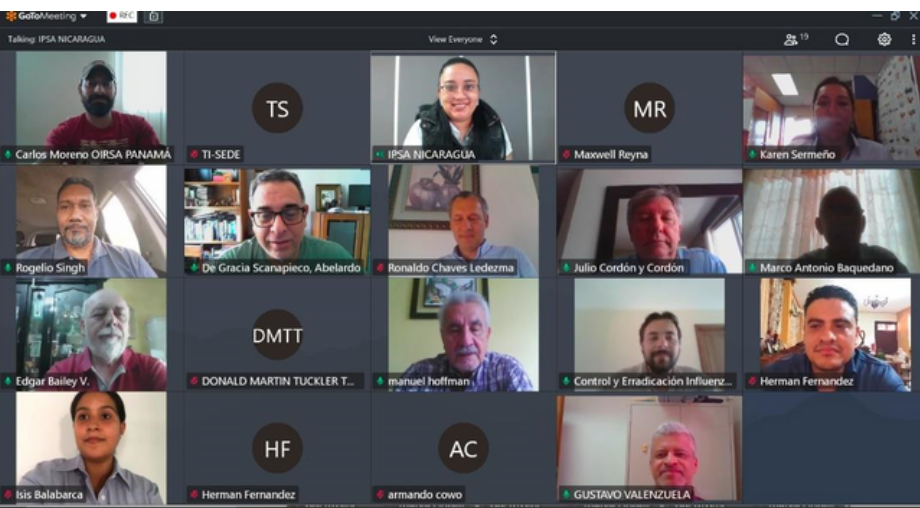 GoToMeeting
REC
Talking: IPSA NICARAGUA
View Everyone
19
Carlos Moreno OIRSA PANAMÁ
TS
TI-SEDE
IPSA NICARAGUA
MR
Maxwell Reyna
Karen Sermeño
Rogelio Singh
De Gracia Scanapieco, Abelardo
Ronaldo Chaves Ledezma
Julio Cordón y Cordón
Marco Antonio Baquedano
Edgar Bailey V.
DMTT
DONALD MARTIN TUCKLER T...
manuel hoffman
Control y Erradicación Influenz...
Herman Fernandez
Isis Balabarca
HF
Herman Fernandez
AC
armando cowo
GUSTAVO VALENZUELA